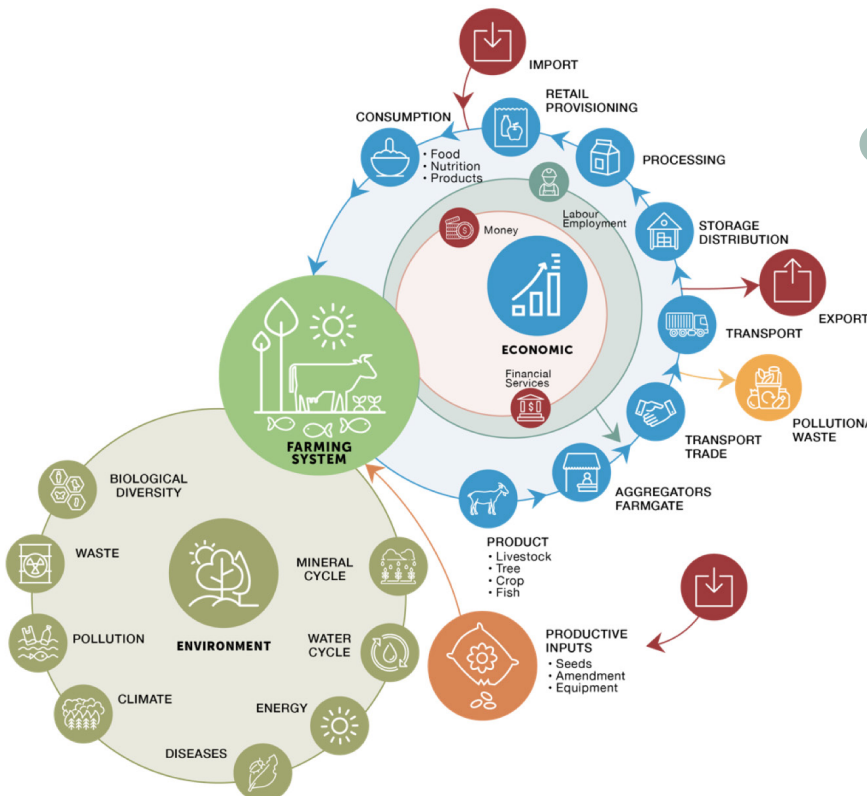 IMPORT
RETAIL
PROVISIONING
CONSUMPTION
• Food
• Nutrition
• Products
PROCESSING
Labour
Employment
Money
STORAGE
DISTRIBUTION
ECONOMIC
EXPORT
TRANSPORT
Financial
Services
POLLUTION/
WASTE
TRANSPORT
TRADE
AGGREGATORS
FARMGATE
FARMING
SYSTEM
PRODUCT
• Livestock
• Tree
• Crop
• Fish
BIOLOGICAL
DIVERSITY
WASTE
MINERAL
CYCLE
POLLUTION
ENVIRONMENT
WATER
CYCLE
PRODUCTIVE
INPUTS
• Seeds
• Amendment
• Equipment
CLIMATE
ENERGY
DISEASES